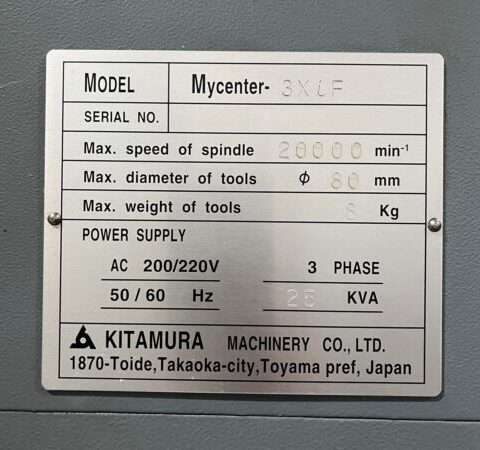 MODEL Mycenter-3XiF
SERIAL NO.
Max. speed of spindle 20000 min-1
Max. diameter of tools φ 80 mm
Max. weight of tools 8 Kg
POWER SUPPLY
AC 200/220V 3 PHASE
50/60 Hz 25 KVA
KITAMURA MACHINERY CO., LTD.
1870-Toide,Takaoka-city,Toyama pref, Japan